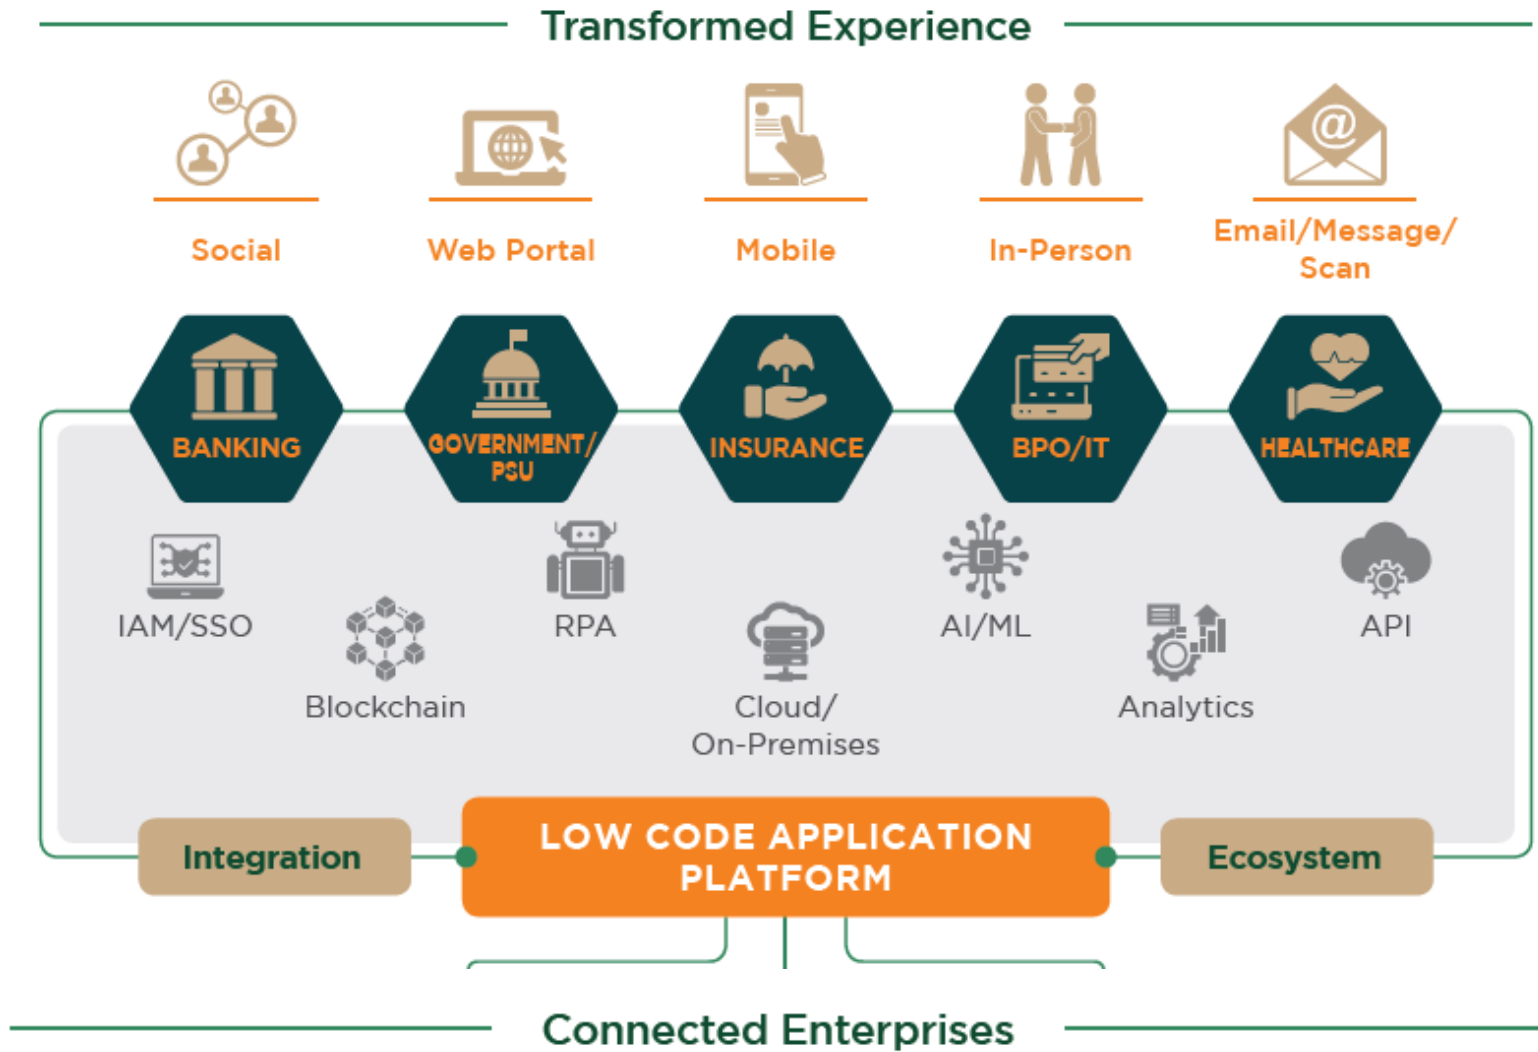 Transformed Experience
@
Social
Web Portal
Mobile
In-Person
Email/Message/
Scan
BANKING
GOVERNMENT/
PSU
INSURANCE
BPO/IT
HEALTHCARE
IAM/SSO
RPA
AI/ML
API
Blockchain
Cloud/
On-Premises
Analytics
Integration
LOW CODE APPLICATION
PLATFORM
Ecosystem
Connected Enterprises